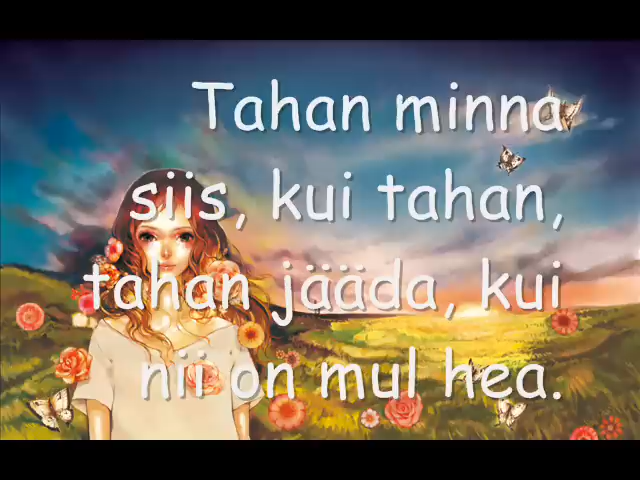 Tahan minna
siis, kui tahan,
tahan jääda, kui
nii on mul hea.